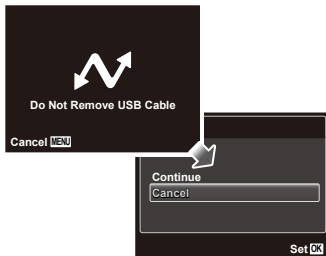 Do Not Remove USB Cable
Cancel MENU
Continue
Cancel
Set OK